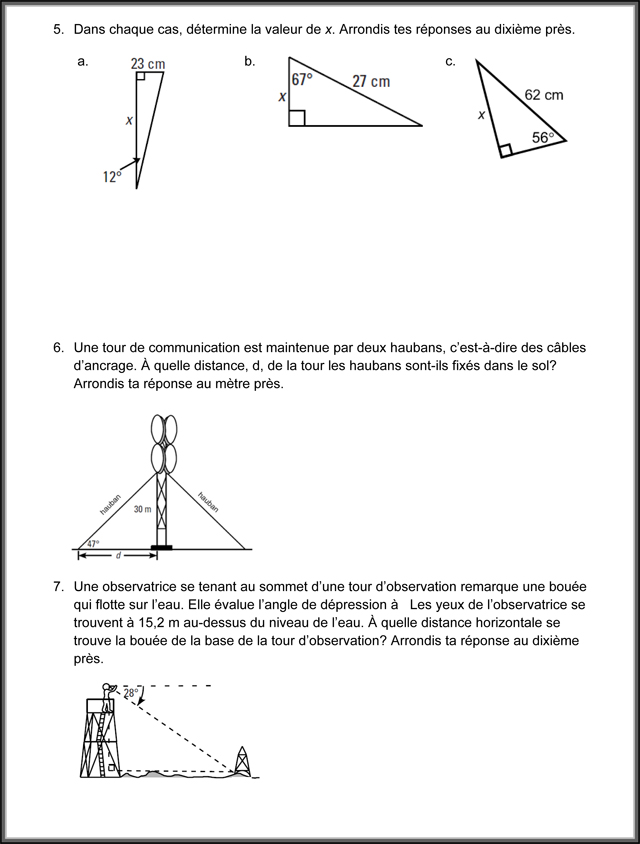 5. Dans chaque cas, détermine la valeur de x. Arrondis tes réponses au dixième près.
a.
23 cm
x
12°
b.
67°
27 cm
x
c.
62 cm
x
56°
6. Une tour de communication est maintenue par deux haubans, c’est-à-dire des câbles
d’ancrage. À quelle distance, d, de la tour les haubans sont-ils fixés dans le sol?
Arrondis ta réponse au mètre près.
hauban
hauban
30 m
47°
d
7. Une observatrice se tenant au sommet d’une tour d’observation remarque une bouée
qui flotte sur l’eau. Elle évalue l’angle de dépression à   Les yeux de l’observatrice se
trouvent à 15,2 m au-dessus du niveau de l’eau. À quelle distance horizontale se
trouve la bouée de la base de la tour d’observation? Arrondis ta réponse au dixième
près.
28°